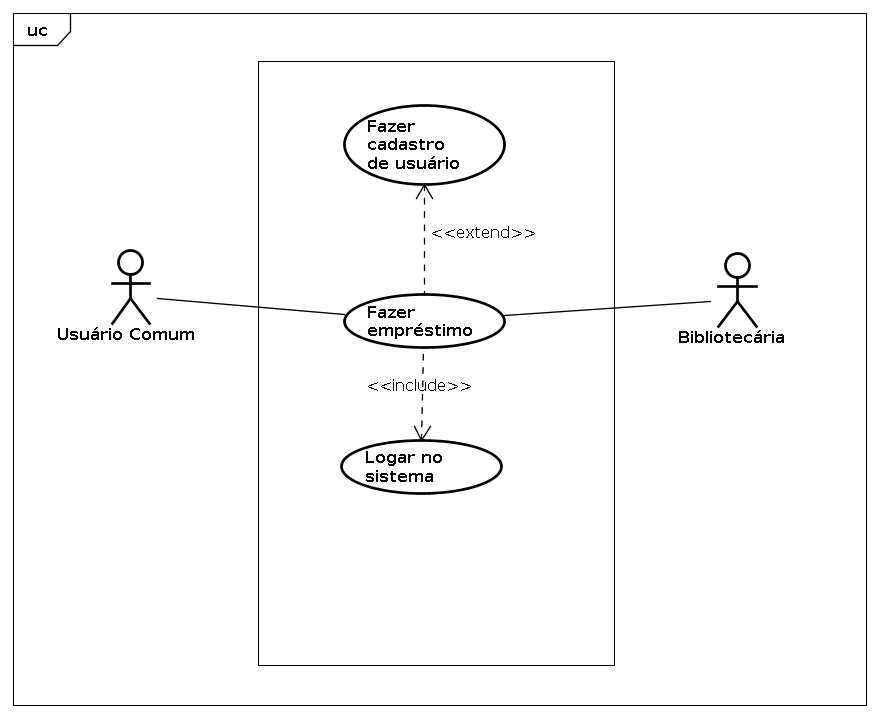 uc
Fazer
cadastro
de usuário
<<extend>>
Fazer
empréstimo
Usuário Comum
Bibliotecária
<<include>>
Logar no
sistema